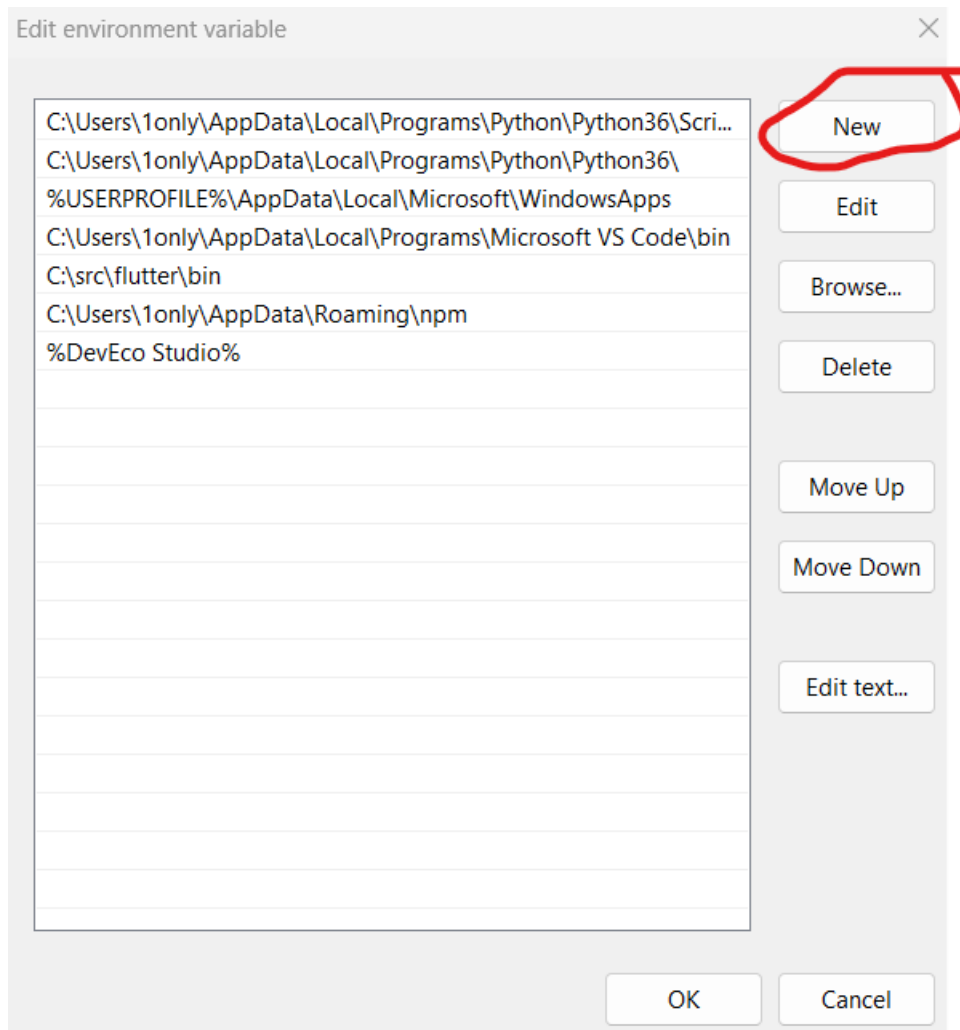 Edit environment variable
C:\Users\1only\AppData\Local\Programs\Python\Python36\Scri...
New
C:\Users\1only\AppData\Local\Programs\Python\Python36\
%USERPROFILE%\AppData\Local\Microsoft\WindowsApps
Edit
C:\Users\1only\AppData\Local\Programs\Microsoft VS Code\bin
C:\src\flutter\bin
Browse...
C:\Users\1only\AppData\Roaming\npm
%DevEco Studio%
Delete
Move Up
Move Down
Edit text...
OK
Cancel